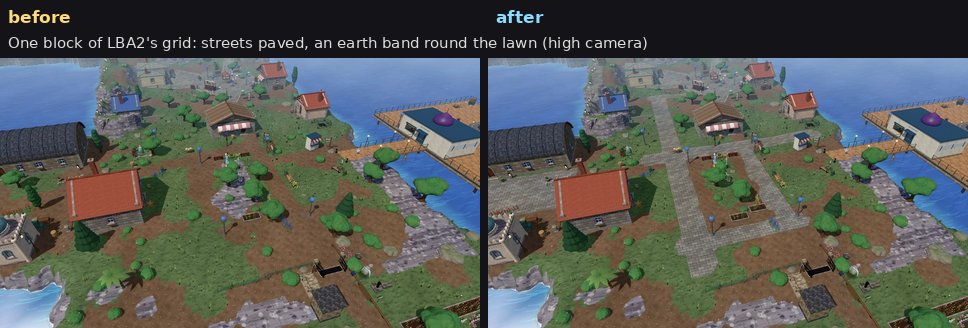 before
after
One block of LBA2's grid: streets paved, an earth band round the lawn (high camera)